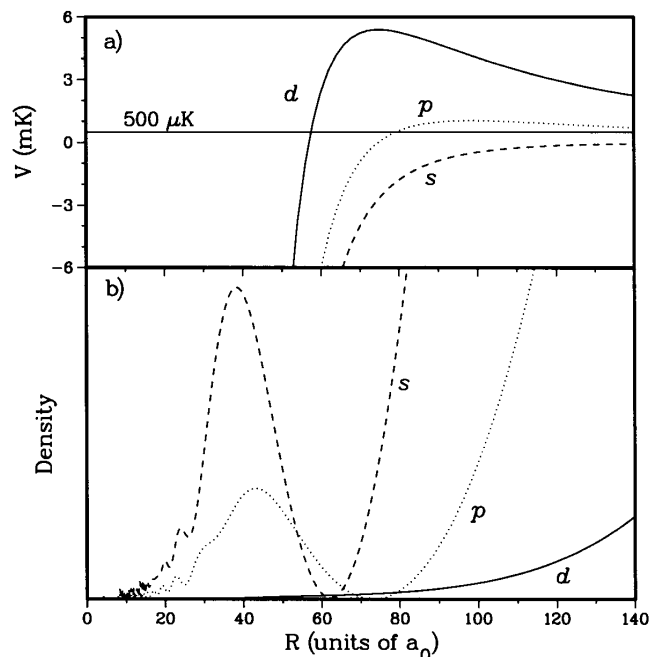 6
a)
3
d
p
500 μK
V (mK)
0
s
-3
-6
b)
s
Density
p
d
0
20
40
60
80
100
120
140
R (units of a₀)